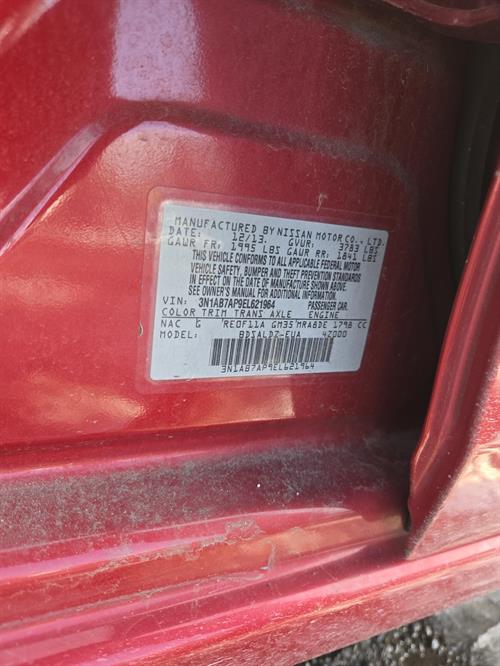 MANUFACTURED BY NISSAN MOTOR CO., LTD.
DATE: 12/13. GVWR: 3783 LBS
GAWR FR: 1995 LBS GAWR RR: 1841 LBS
THIS VEHICLE CONFORMS TO ALL APPLICABLE FEDERAL MOTOR
VEHICLE SAFETY, BUMPER AND THEFT PREVENTION STANDARDS
IN EFFECT ON THE DATE OF MANUFACTURE SHOWN ABOVE.
SEE OWNER'S MANUAL FOR ADDITIONAL INFORMATION.
VIN: 3N1AB7AP9EL621964 PASSENGER CAR
COLOR TRIM TRANS AXLE ENGINE
NAC G RE0F11A GM35 MRA8DE 1798 CC
MODEL: BDSALDZ-EUA 4Z000
3N1AB7AP9EL621964